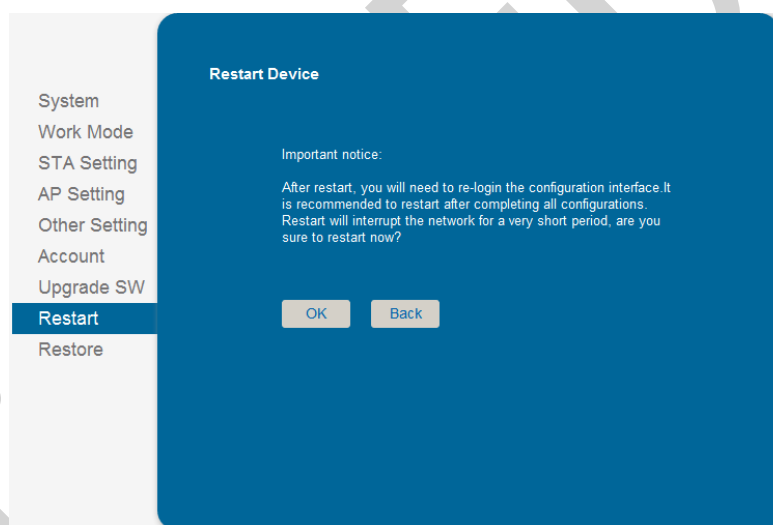 Restart Device
System
Work Mode
STA Setting
AP Setting
Other Setting
Account
Upgrade SW
Restart
Restore
Important notice:
After restart, you will need to re-login the configuration interface.It
is recommended to restart after completing all configurations.
Restart will interrupt the network for a very short period, are you
sure to restart now?
OK
Back